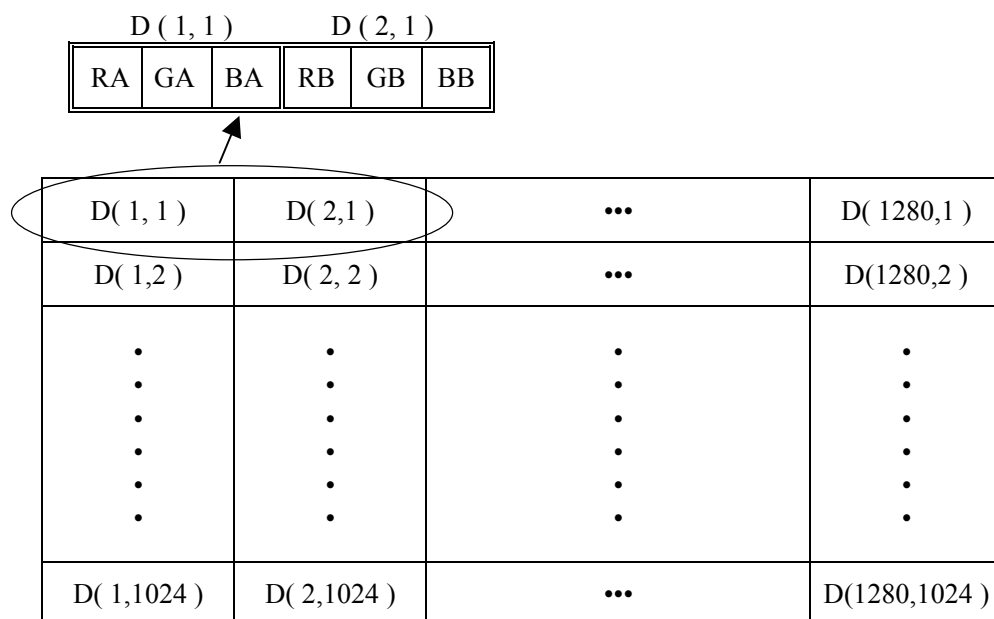 D ( 1, 1 ) D ( 2, 1 )
RA GA BA RB GB BB
D( 1, 1 ) D( 2,1 ) ••• D( 1280,1 )
D( 1,2 ) D( 2, 2 ) ••• D(1280,2 )
• • • •
• • • •
• • • •
• • • •
• • • •
• • • •
D( 1,1024 ) D( 2,1024 ) ••• D(1280,1024 )